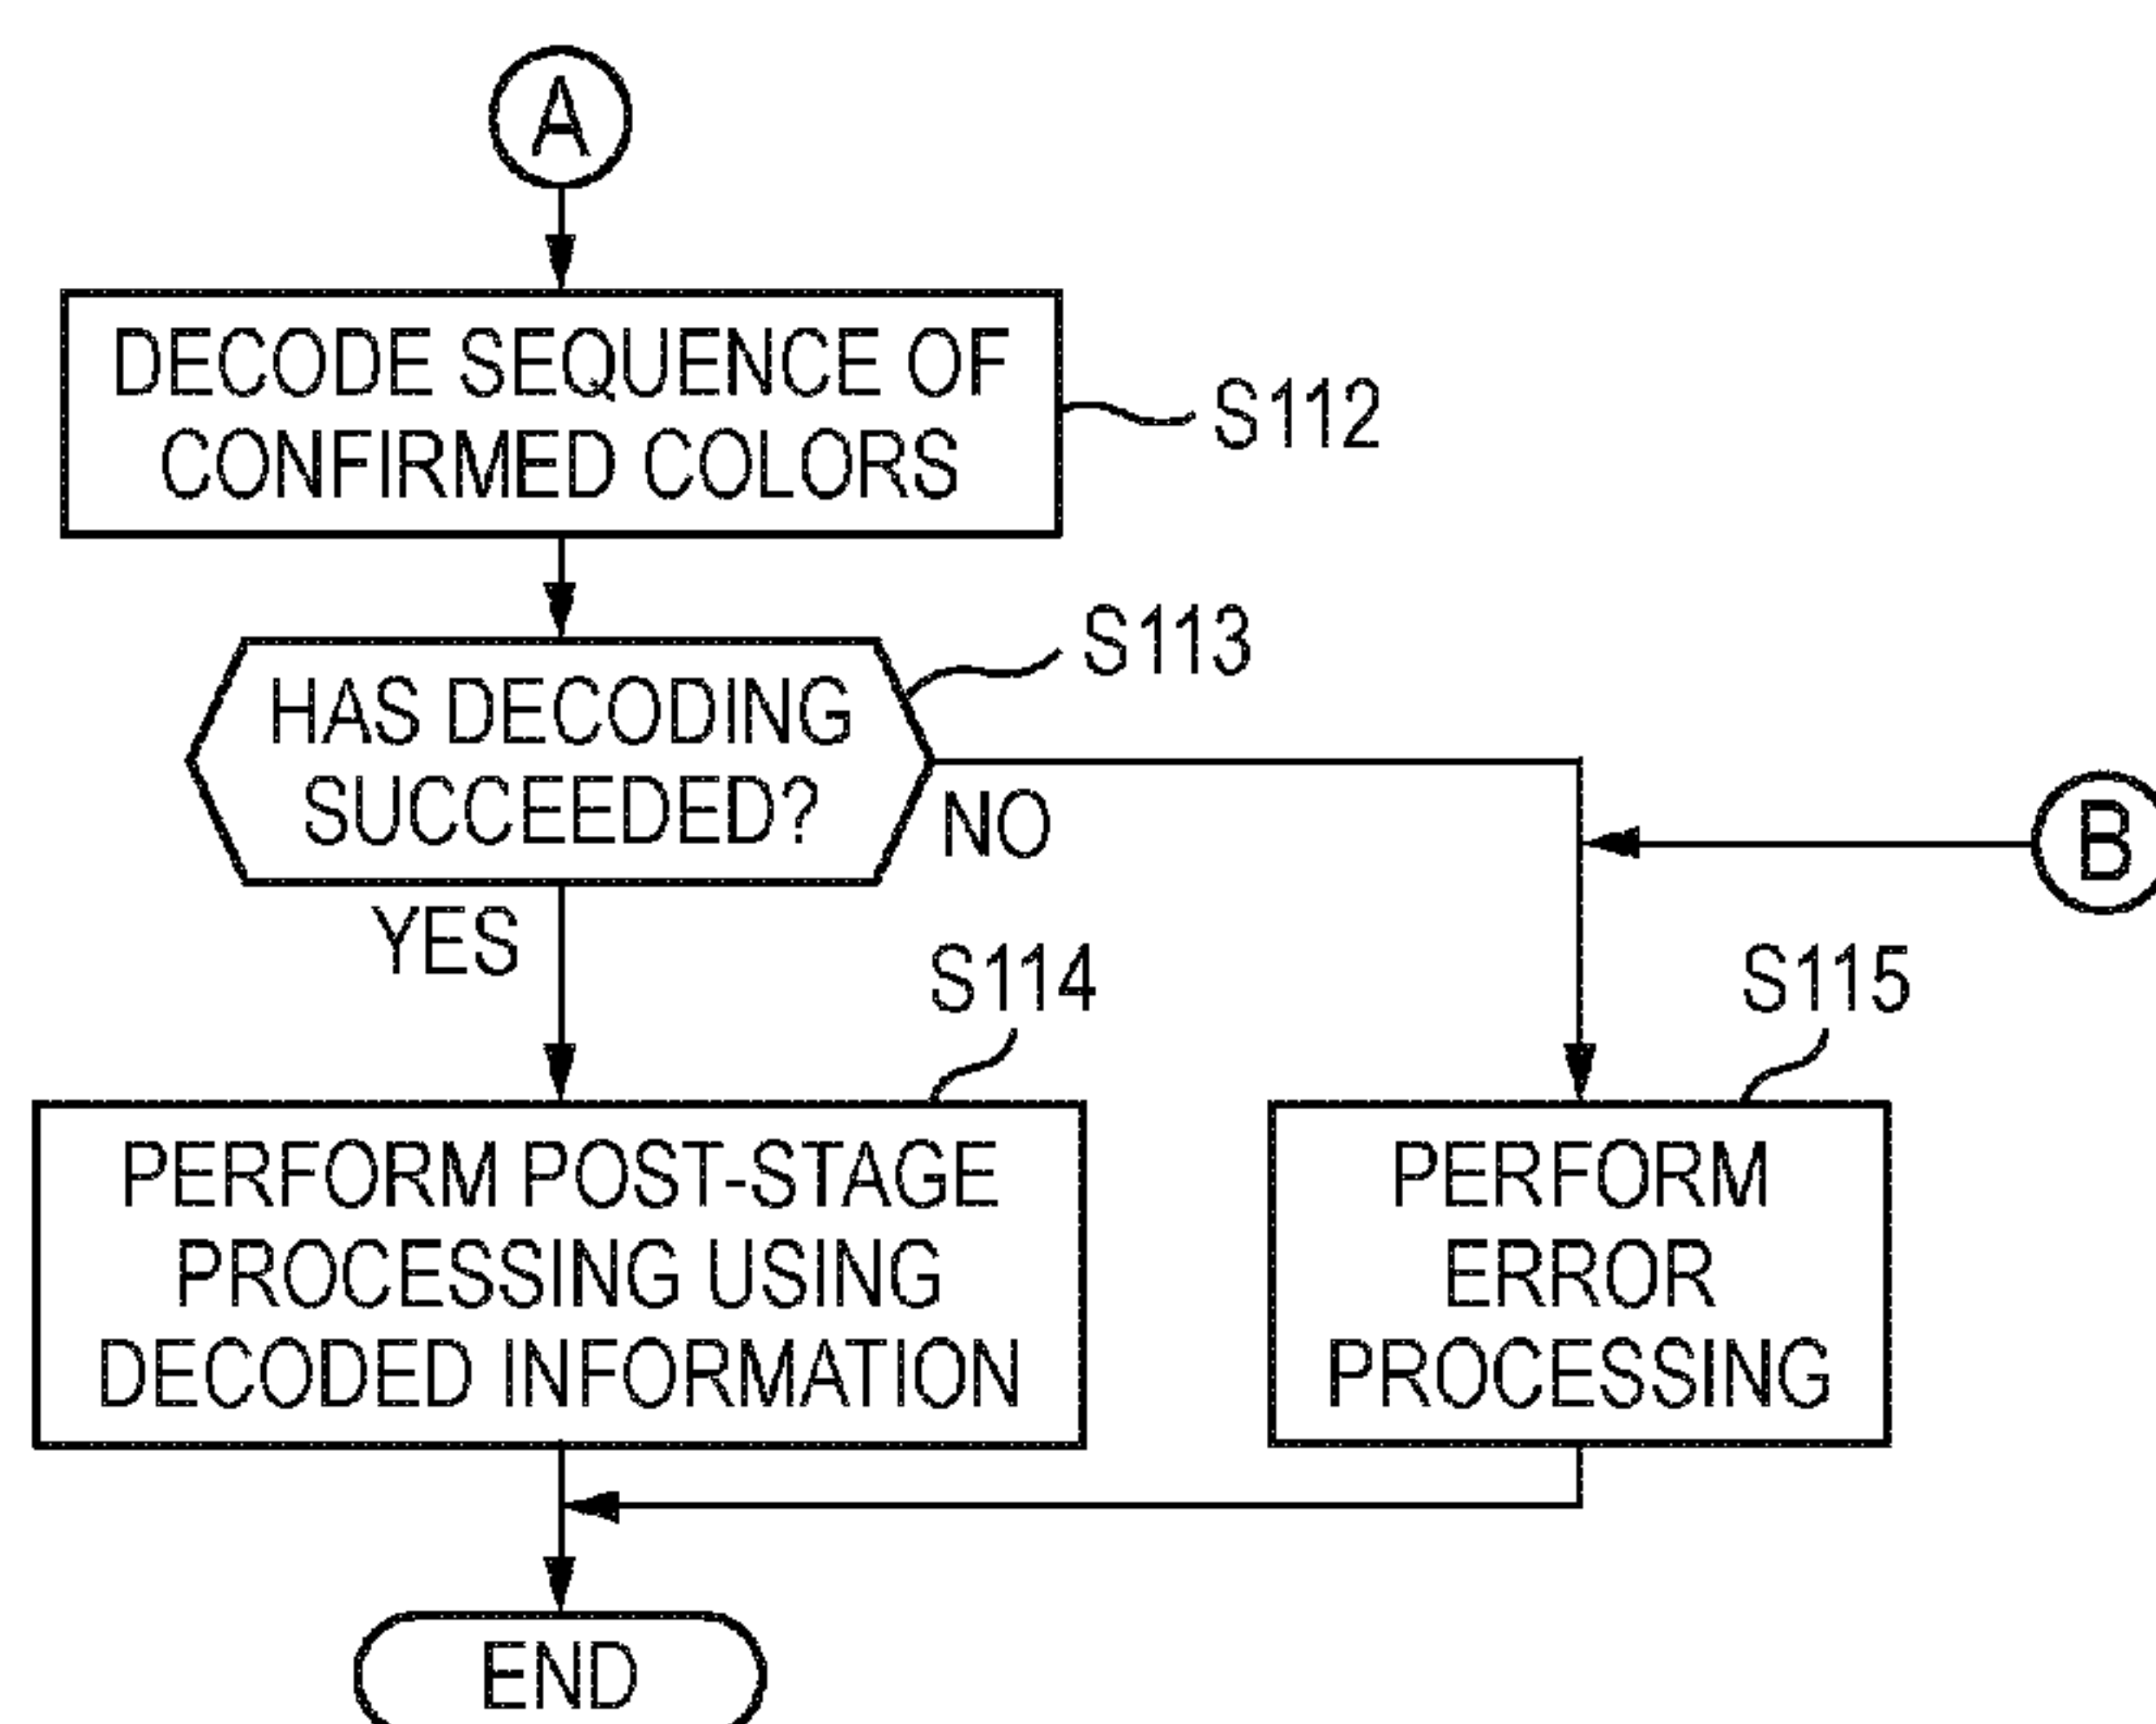 A
DECODE SEQUENCE OF
CONFIRMED COLORS
S112
S113
HAS DECODING
SUCCEEDED?
NO
B
YES
S114
S115
PERFORM POST-STAGE
PROCESSING USING
DECODED INFORMATION
PERFORM
ERROR
PROCESSING
END